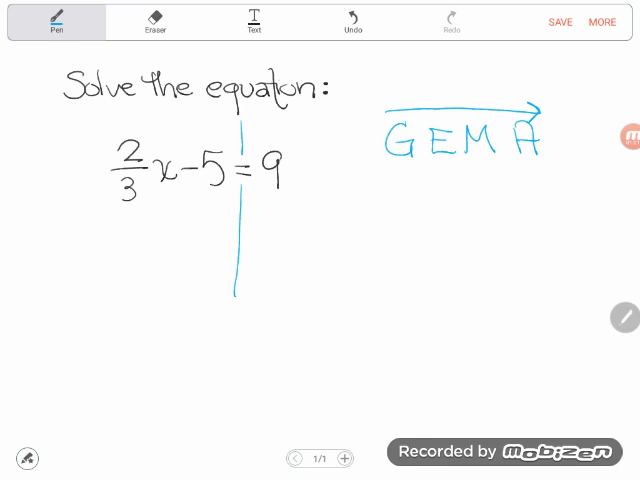 Pen Eraser Text Undo Redo SAVE MORE
Solve the equation:
GEMA
2/3 x - 5 = 9
1/1
Recorded by mobizen